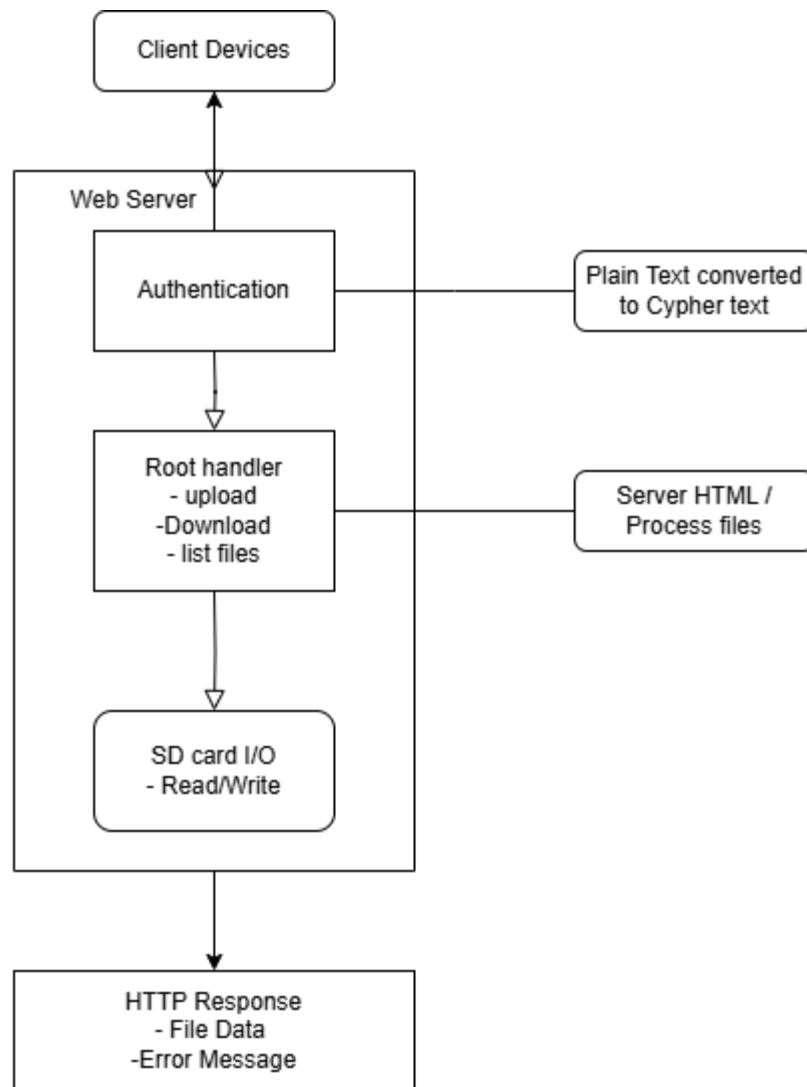 Client Devices
Web Server
Authentication
Plain Text converted
to Cypher text
Root handler
- upload
-Download
- list files
Server HTML /
Process files
SD card I/O
- Read/Write
HTTP Response
- File Data
-Error Message